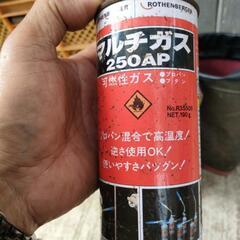 ROTHENBERGER
マルチガス
250AP
可燃性ガス
●プロパン
●ブタン
No.R35509
NET.190g
プロパン混合で高温度!
逆さ使用OK!
使いやすさバツグン!